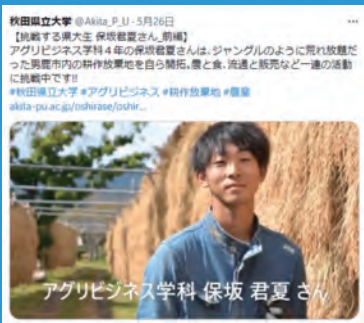 秋田県立大学 @Akita_P_U・5月26日
【挑戦する県大生 保坂君夏さん_前編】
アグリビジネス学科4年の保坂君夏さんは、ジャングルのように荒れ放題だ
った男鹿市内の耕作放棄地を自ら開拓。農と食、流通と販売など一連の活動
に挑戦中です!!
#秋田県立大学 #アグリビジネス #耕作放棄地 #農業
akita-pu.ac.jp/oshirase/oshir...
アグリビジネス学科 保坂 君夏 さん